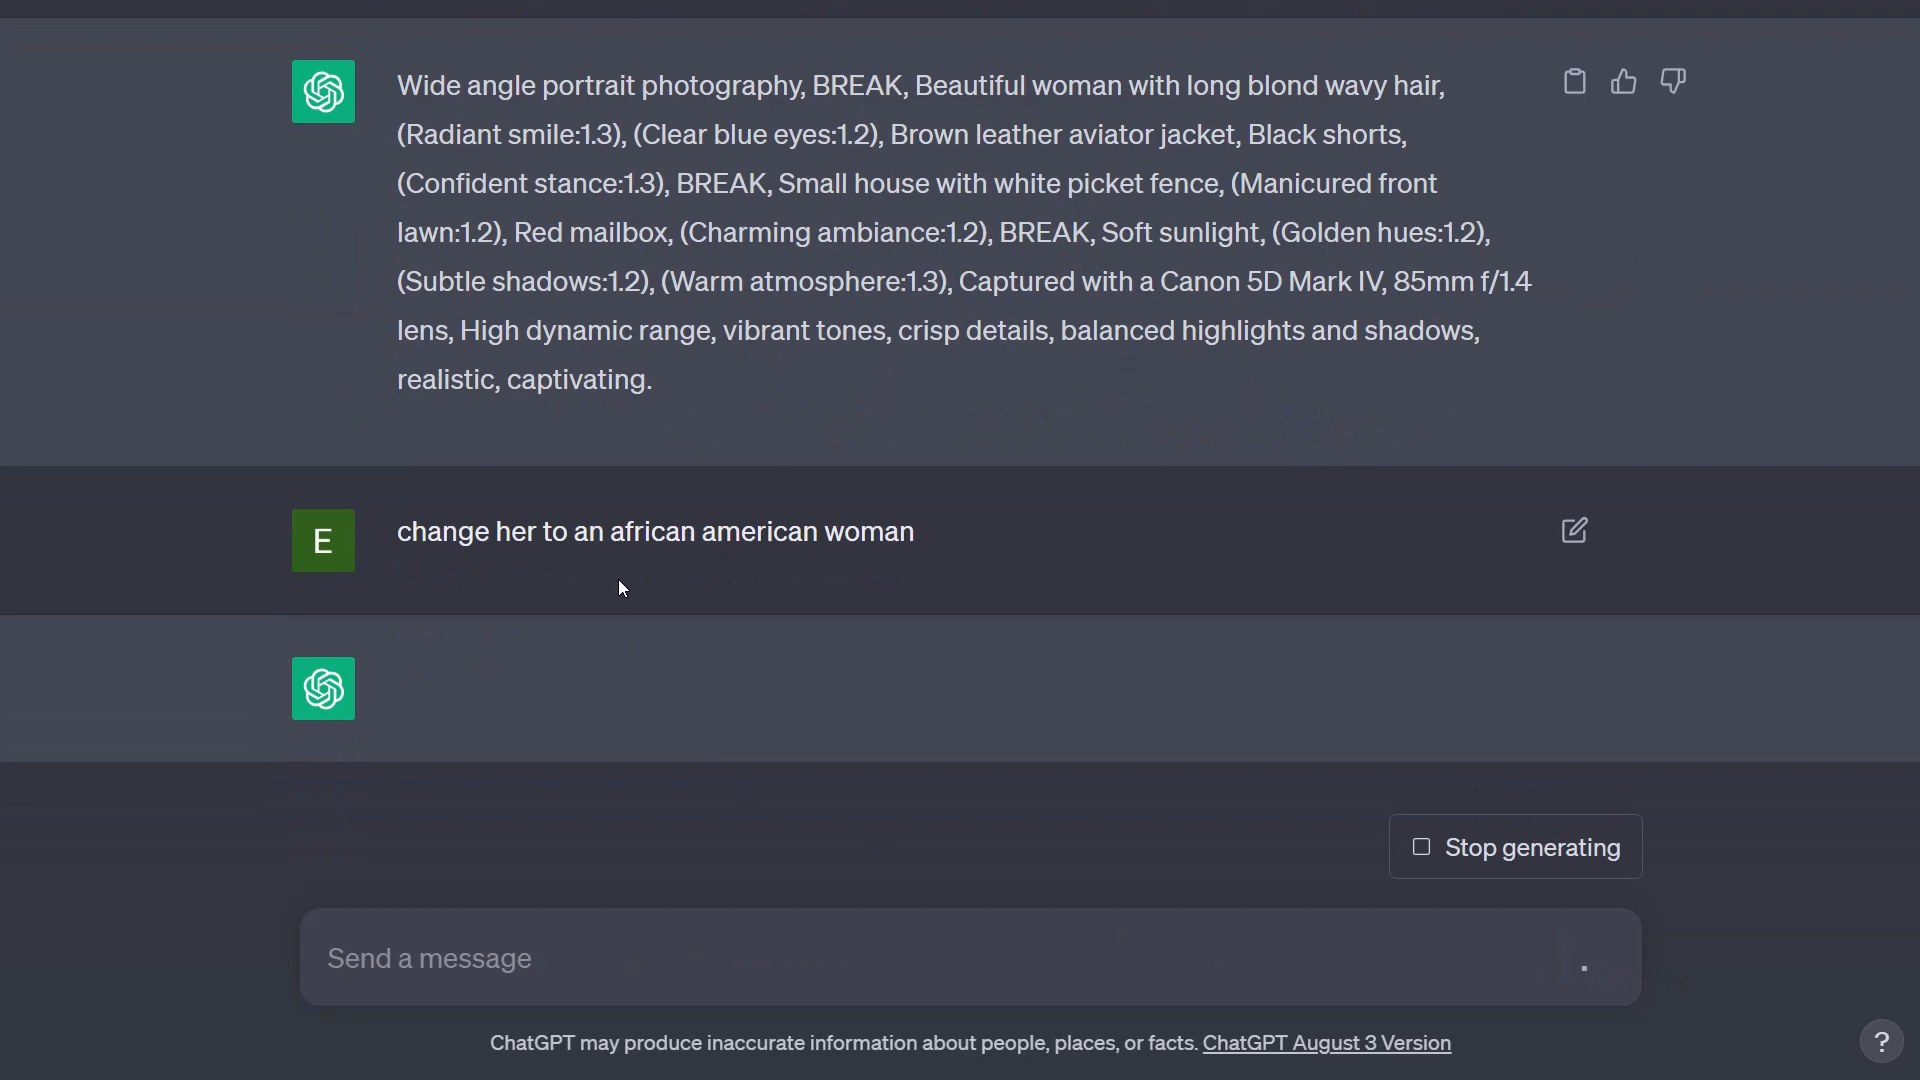 Wide angle portrait photography, BREAK, Beautiful woman with long blond wavy hair,
(Radiant smile:1.3), (Clear blue eyes:1.2), Brown leather aviator jacket, Black shorts,
(Confident stance:1.3), BREAK, Small house with white picket fence, (Manicured front
lawn:1.2), Red mailbox, (Charming ambiance:1.2), BREAK, Soft sunlight, (Golden hues:1.2),
(Subtle shadows:1.2), (Warm atmosphere:1.3), Captured with a Canon 5D Mark IV, 85mm f/1.4
lens, High dynamic range, vibrant tones, crisp details, balanced highlights and shadows,
realistic, captivating.
E
change her to an african american woman
Stop generating
Send a message
ChatGPT may produce inaccurate information about people, places, or facts. ChatGPT August 3 Version
?